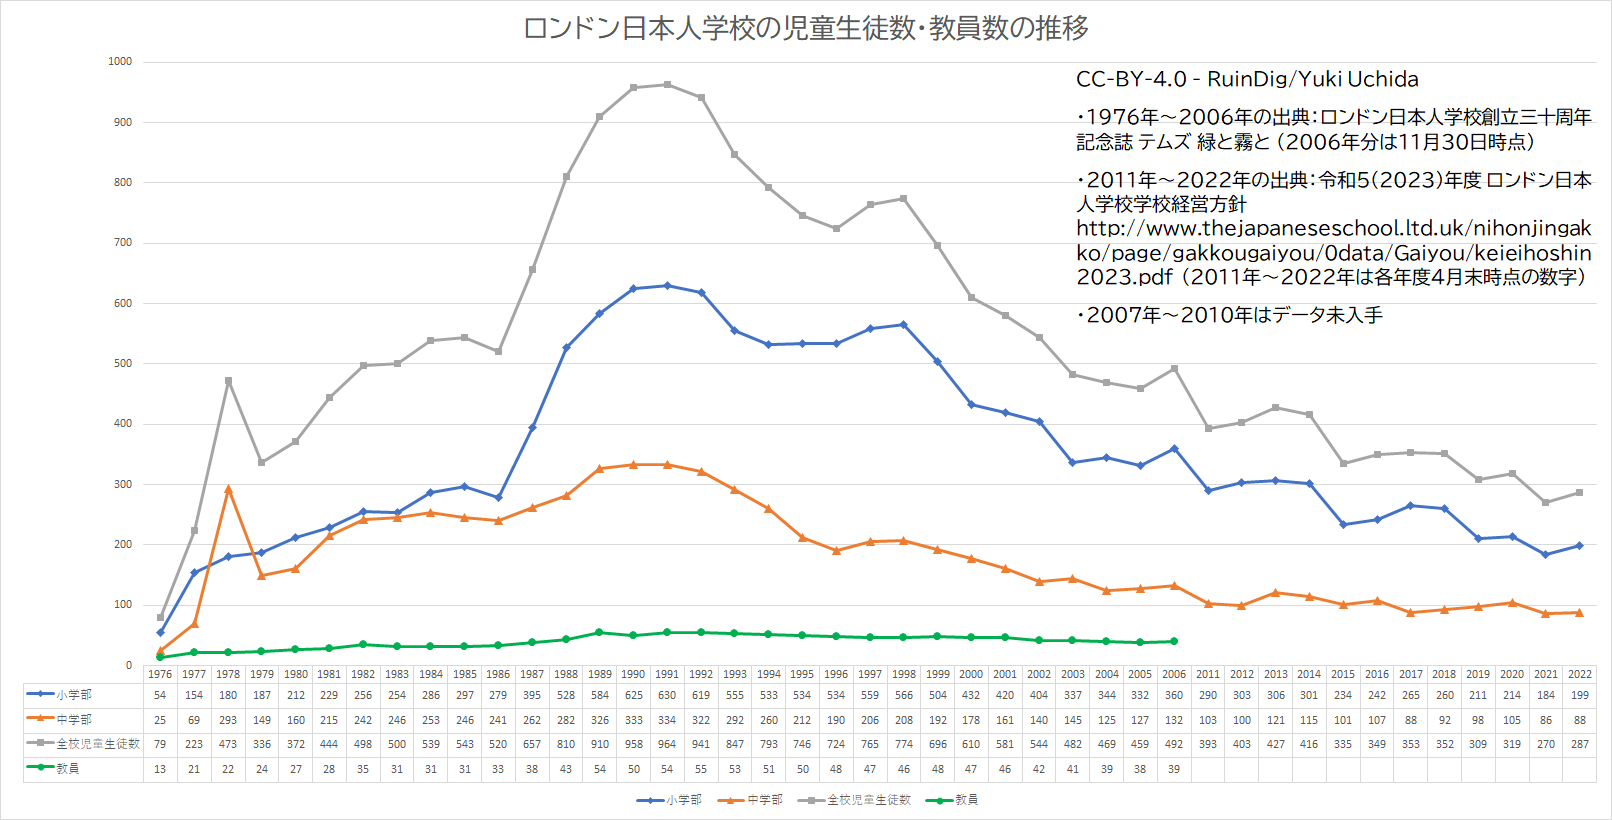 ロンドン日本人学校の児童生徒数・教員数の推移
CC-BY-4.0 - RuinDig/Yuki Uchida
・1976年～2006年の出典：ロンドン日本人学校創立三十周年
記念誌 テムズ 緑と霧と（2006年分は11月30日時点）
・2011年～2022年の出典：令和5（2023）年度 ロンドン日本
人学校学校経営方針
http://www.thejapaneseschool.ltd.uk/nihonjingak
ko/page/gakkougaiyou/0data/Gaiyou/keieihoshin
2023.pdf（2011年～2022年は各年度4月末時点の数字）
・2007年～2010年はデータ未入手
1000
900
800
700
600
500
400
300
200
100
0
1976 1977 1978 1979 1980 1981 1982 1983 1984 1985 1986 1987 1988 1989 1990 1991 1992 1993 1994 1995 1996 1997 1998 1999 2000 2001 2002 2003 2004 2005 2006 2011 2012 2013 2014 2015 2016 2017 2018 2019 2020 2021 2022
小学部 54 154 180 187 212 229 256 254 286 297 279 395 528 584 625 630 619 555 533 534 534 559 566 504 432 420 404 337 344 332 360 290 303 306 301 234 242 265 260 211 214 184 199
中学部 25 69 293 149 160 215 242 246 253 246 241 262 282 326 333 334 322 292 260 212 190 206 208 192 178 161 140 145 125 127 132 103 100 121 115 101 107 88 92 98 105 86 88
全校児童生徒数 79 223 473 336 372 444 498 500 539 543 520 657 810 910 958 964 941 847 793 746 724 765 774 696 610 581 544 482 469 459 492 393 403 427 416 335 349 353 352 309 319 270 287
教員 13 21 22 24 27 28 35 31 31 31 33 38 43 54 50 54 55 53 51 50 48 47 46 48 47 46 42 41 39 38 39
小学部 中学部 全校児童生徒数 教員